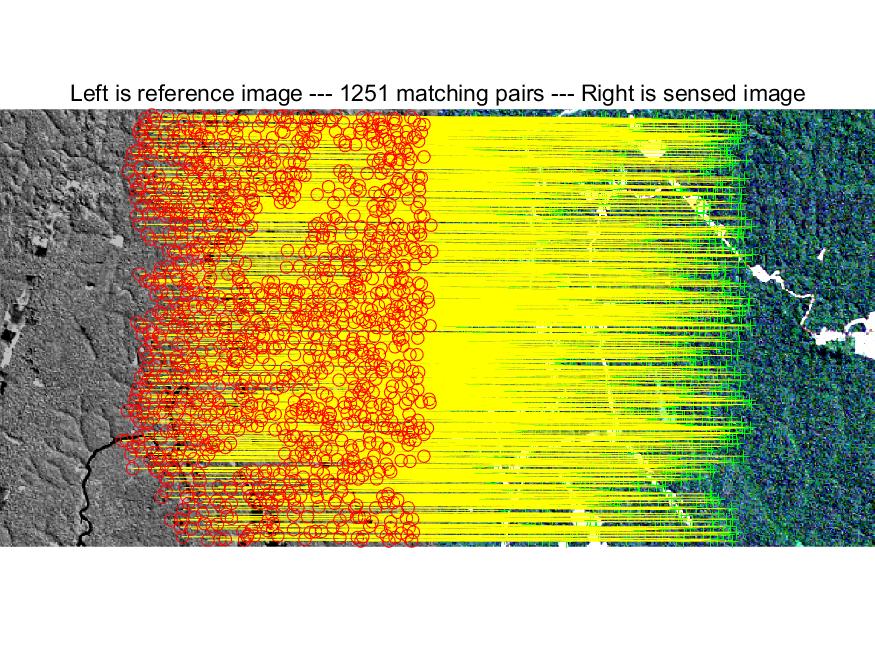 Left is reference image --- 1251 matching pairs --- Right is sensed image